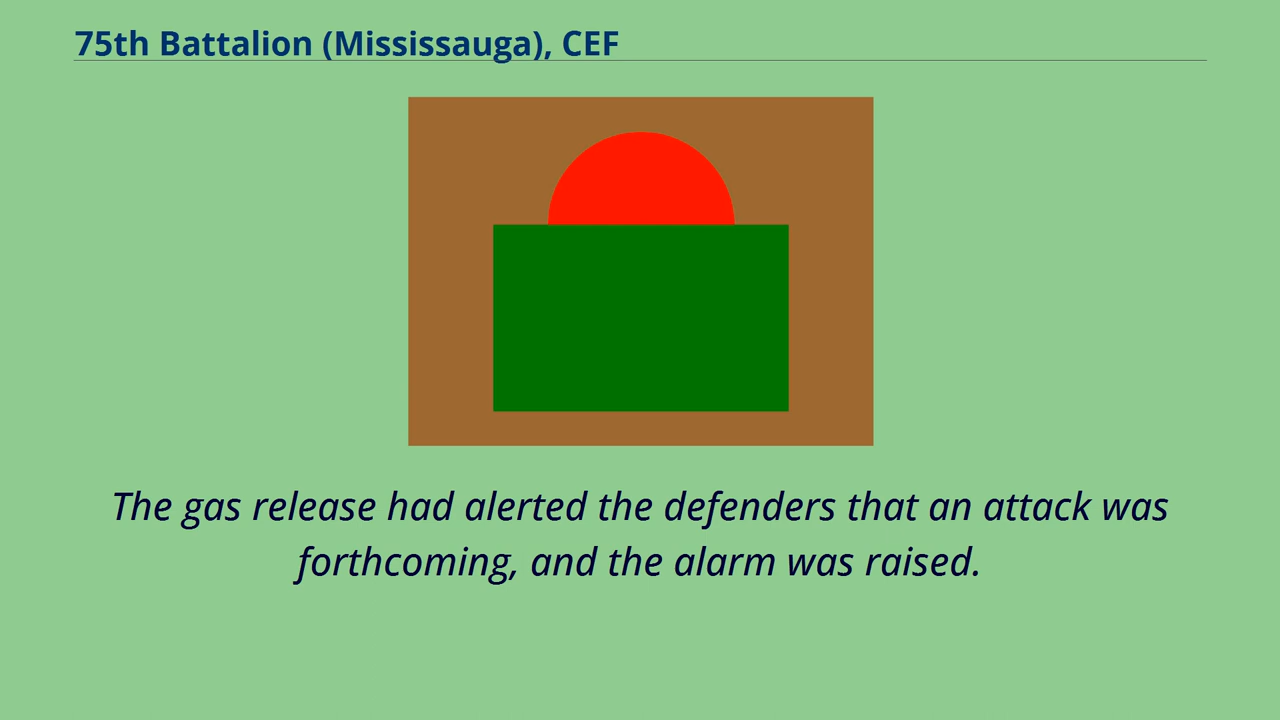 75th Battalion (Mississauga), CEF
The gas release had alerted the defenders that an attack was
forthcoming, and the alarm was raised.